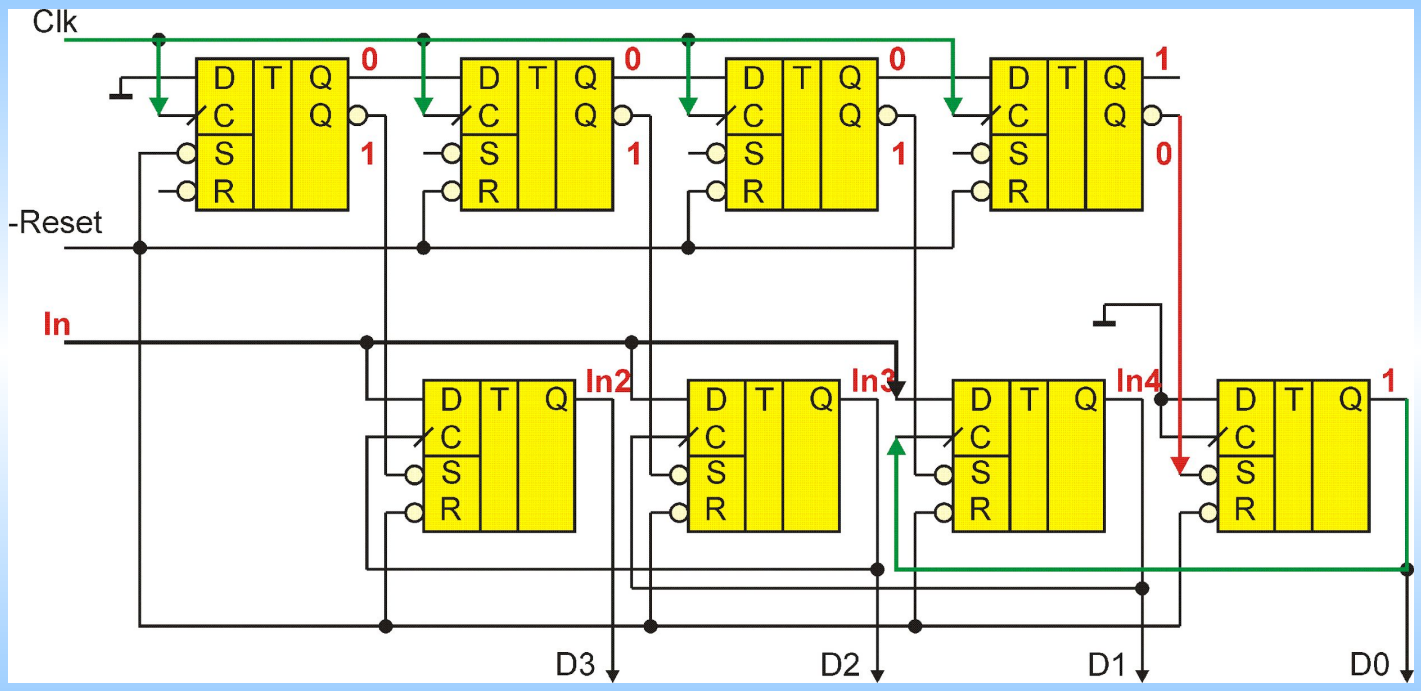 Clk
0 0 0 1
D T Q D T Q D T Q D T Q
C Q C Q C Q C Q
1 1 1 0
S S S S
R R R R
-Reset
In
In2 In3 In4 1
D T Q D T Q D T Q D T Q
C C C C
S S S S
R R R R
D3 D2 D1 D0